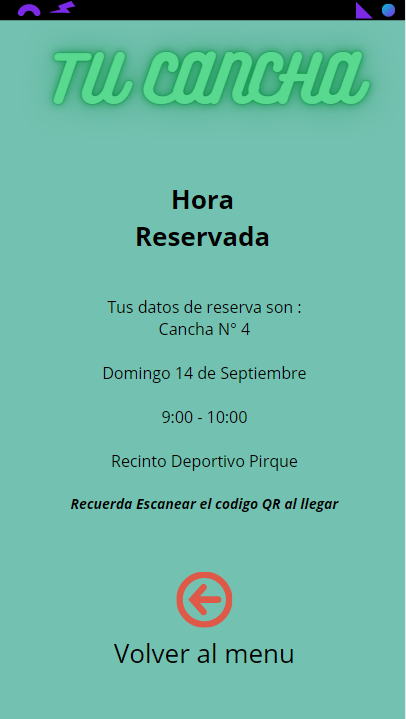 TU CANCHA
Hora
Reservada
Tus datos de reserva son :
Cancha N° 4
Domingo 14 de Septiembre
9:00 - 10:00
Recinto Deportivo Pirque
Recuerda Escanear el codigo QR al llegar
Volver al menu